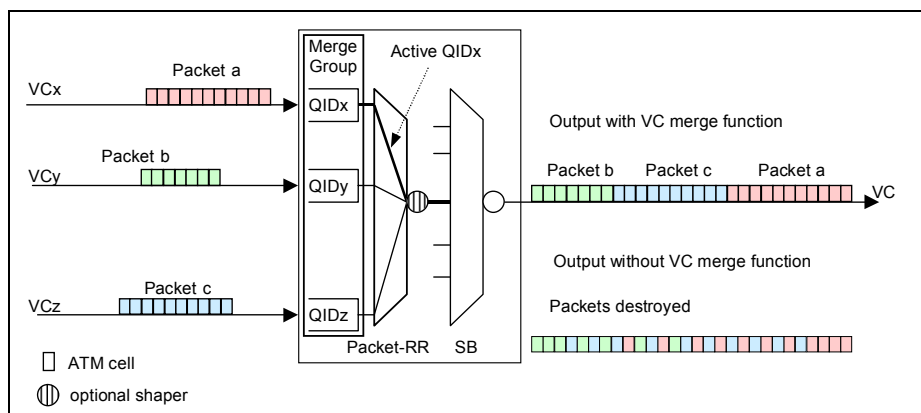 Merge
Group
Active QIDx
Packet a
VCx
QIDx
Output with VC merge function
Packet b
VCy
QIDy
Packet b
Packet c
Packet a
VC
Output without VC merge function
Packet c
VCz
QIDz
Packets destroyed
Packet-RR
SB
ATM cell
optional shaper